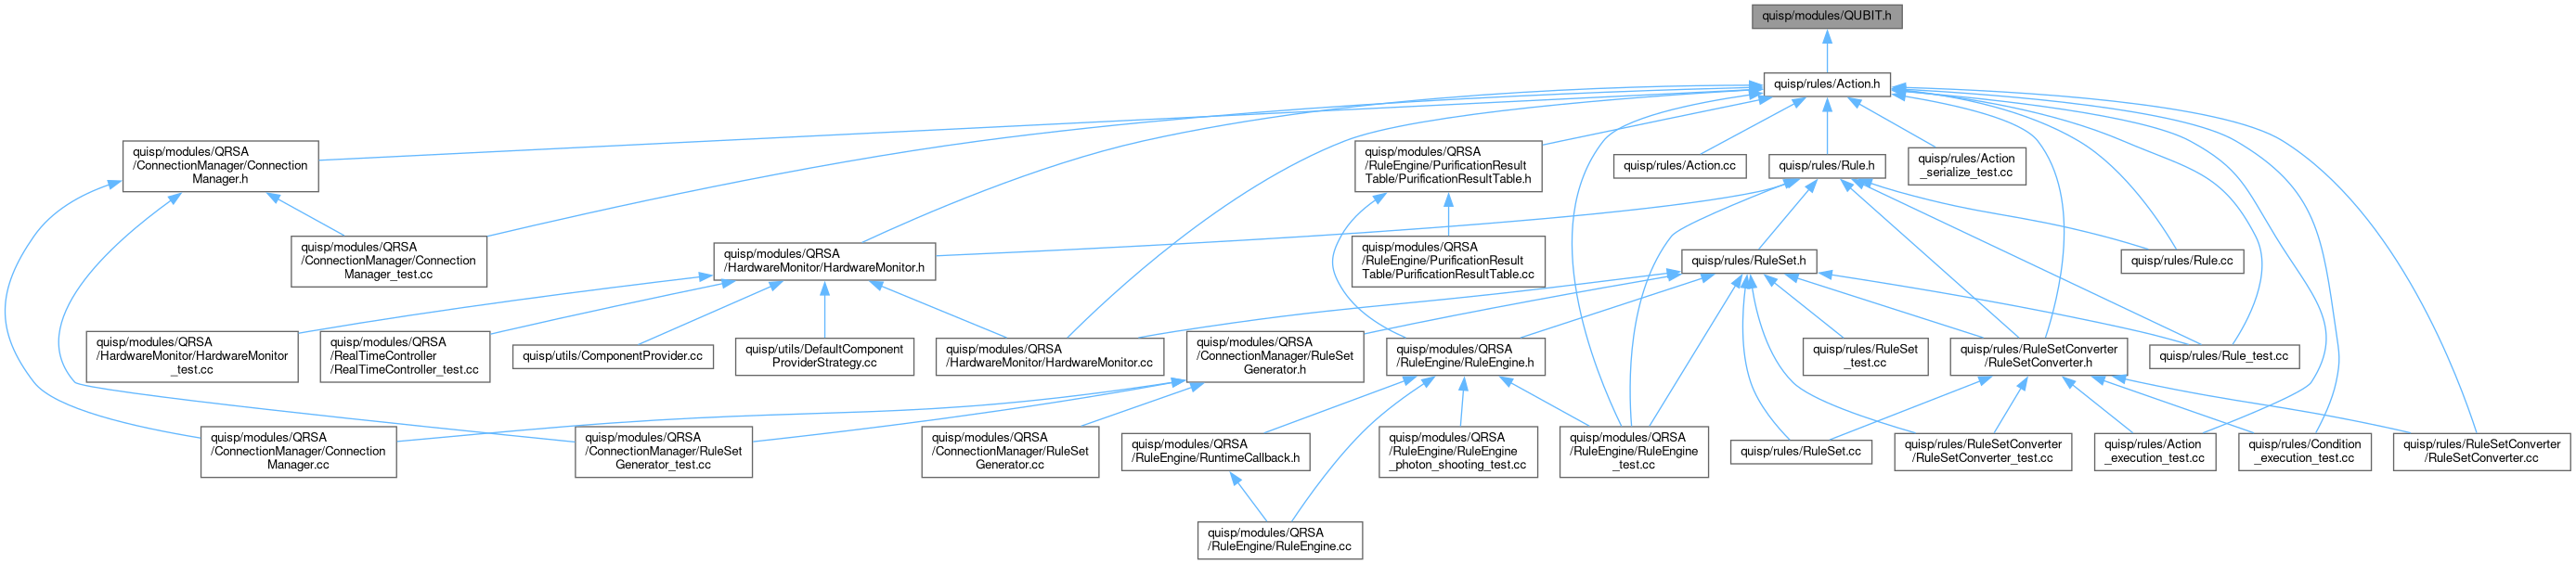 quisp/modules/QUBIT.h
quisp/rules/Action.h
quisp/modules/QRSA
/ConnectionManager/Connection
Manager.h
quisp/modules/QRSA
/RuleEngine/PurificationResult
Table/PurificationResultTable.h
quisp/rules/Action.cc
quisp/rules/Rule.h
quisp/rules/Action
_serialize_test.cc
quisp/modules/QRSA
/ConnectionManager/Connection
Manager_test.cc
quisp/modules/QRSA
/HardwareMonitor/HardwareMonitor.h
quisp/modules/QRSA
/RuleEngine/PurificationResult
Table/PurificationResultTable.cc
quisp/rules/RuleSet.h
quisp/rules/Rule.cc
quisp/modules/QRSA
/HardwareMonitor/HardwareMonitor
_test.cc
quisp/modules/QRSA
/RealTimeController
/RealTimeController_test.cc
quisp/utils/ComponentProvider.cc
quisp/utils/DefaultComponent
ProviderStrategy.cc
quisp/modules/QRSA
/HardwareMonitor/HardwareMonitor.cc
quisp/modules/QRSA
/ConnectionManager/RuleSet
Generator.h
quisp/modules/QRSA
/RuleEngine/RuleEngine.h
quisp/rules/RuleSet
_test.cc
quisp/rules/RuleSetConverter
/RuleSetConverter.h
quisp/rules/Rule_test.cc
quisp/modules/QRSA
/ConnectionManager/Connection
Manager.cc
quisp/modules/QRSA
/ConnectionManager/RuleSet
Generator_test.cc
quisp/modules/QRSA
/ConnectionManager/RuleSet
Generator.cc
quisp/modules/QRSA
/RuleEngine/RuntimeCallback.h
quisp/modules/QRSA
/RuleEngine/RuleEngine
_photon_shooting_test.cc
quisp/modules/QRSA
/RuleEngine/RuleEngine
_test.cc
quisp/rules/RuleSet.cc
quisp/rules/RuleSetConverter
/RuleSetConverter_test.cc
quisp/rules/Action
_execution_test.cc
quisp/rules/Condition
_execution_test.cc
quisp/rules/RuleSetConverter
/RuleSetConverter.cc
quisp/modules/QRSA
/RuleEngine/RuleEngine.cc